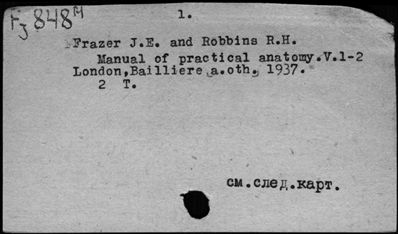 Fj 848M
1.
Frazer J.E. and Robbins R.H.
Manual of practical anatomy.V.1-2
London,Bailliere a.oth. 1937.
2 T.
см.след.карт.